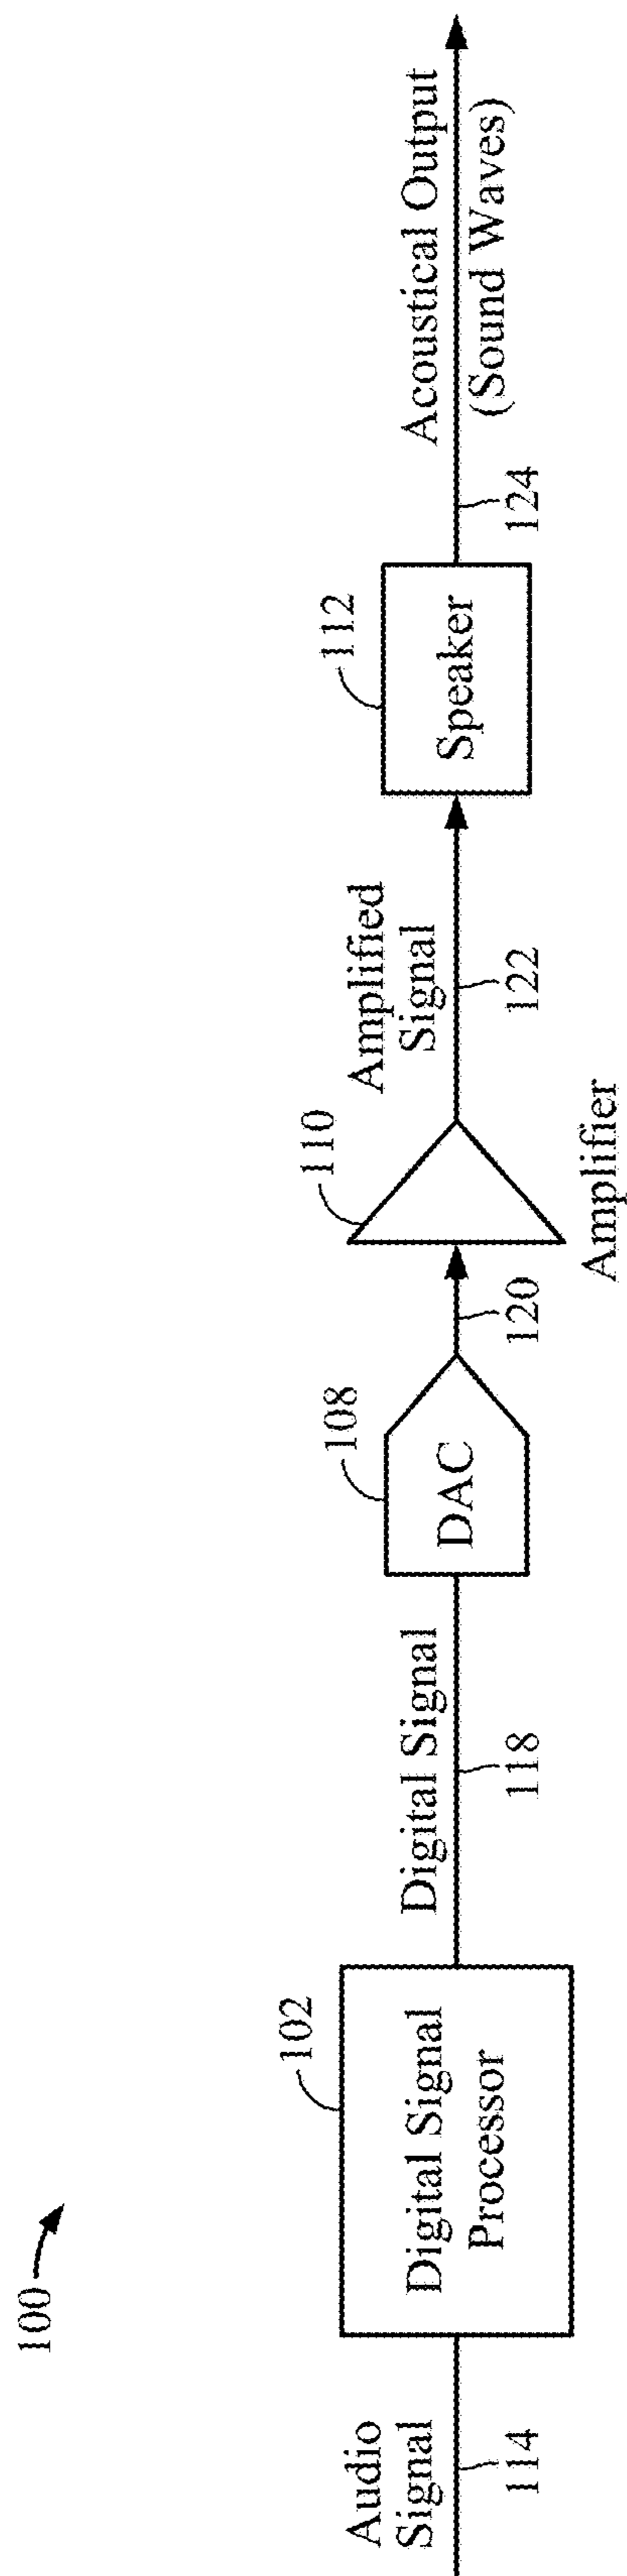 100
Audio
Signal
114
102
Digital Signal
Processor
Digital Signal
118
108
DAC
120
110
Amplifier
Amplified
Signal
122
112
Speaker
124
Acoustical Output
(Sound Waves)